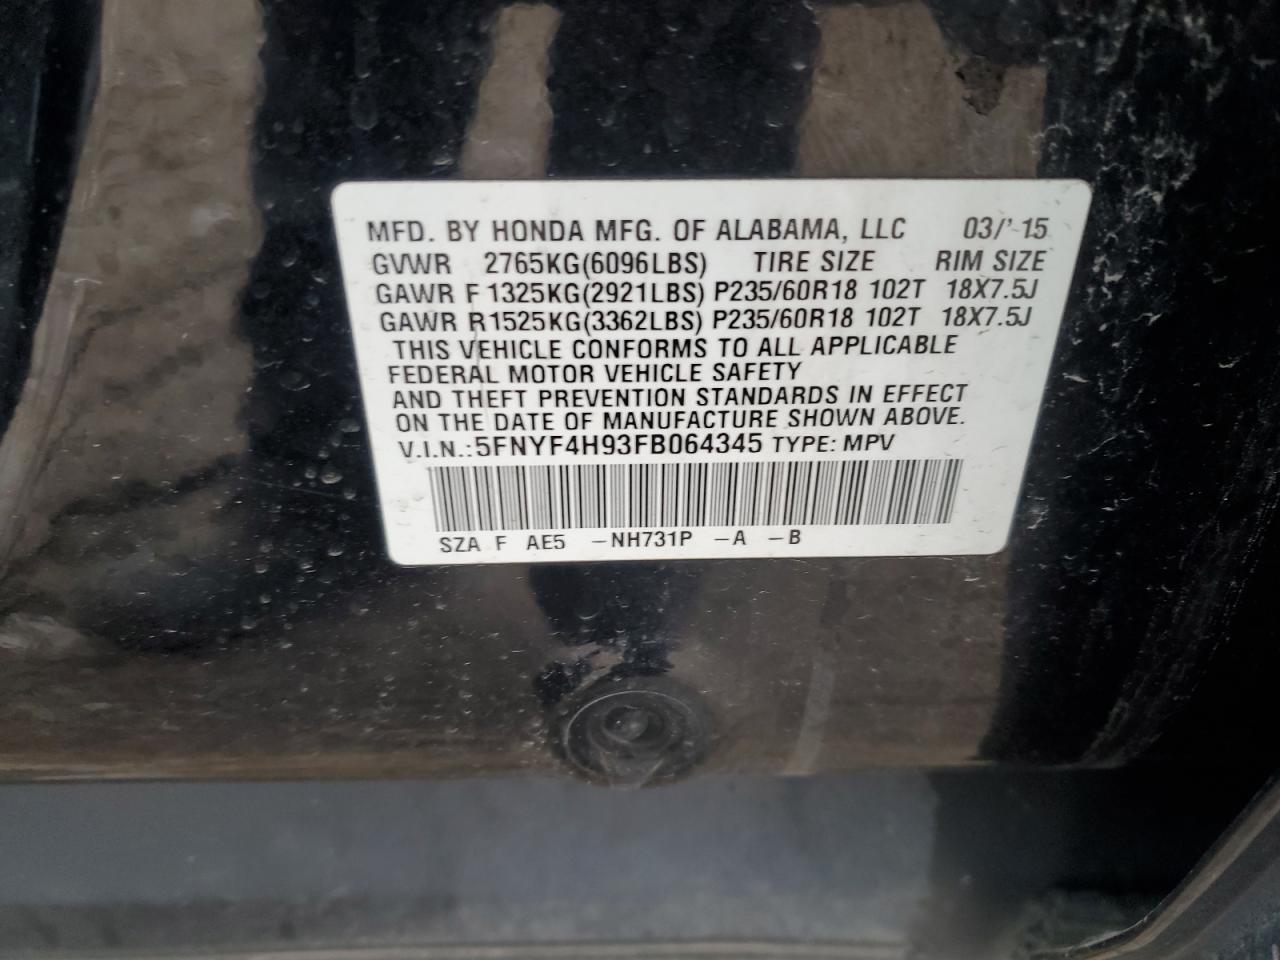 MFD. BY HONDA MFG. OF ALABAMA, LLC 03/'15
GVWR 2765KG(6096LBS) TIRE SIZE RIM SIZE
GAWR F 1325KG(2921LBS) P235/60R18 102T 18X7.5J
GAWR R1525KG(3362LBS) P235/60R18 102T 18X7.5J
THIS VEHICLE CONFORMS TO ALL APPLICABLE
FEDERAL MOTOR VEHICLE SAFETY
AND THEFT PREVENTION STANDARDS IN EFFECT
ON THE DATE OF MANUFACTURE SHOWN ABOVE.
V.I.N.:5FNYF4H93FB064345 TYPE: MPV
SZA F AE5 -NH731P -A -B